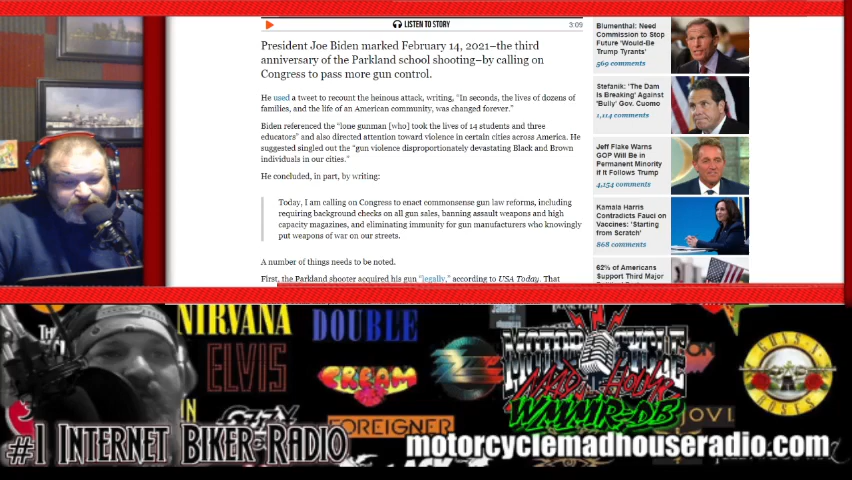 LISTEN TO STORY
3:09
President Joe Biden marked February 14, 2021–the third
anniversary of the Parkland school shooting–by calling on
Congress to pass more gun control.
He used a tweet to recount the heinous attack, writing, "In seconds, the lives of dozens of
families, and the life of an American community, was changed forever."
Biden referenced the "lone gunman [who] took the lives of 14 students and three
educators" and also directed attention toward violence in certain cities across America. He
suggested singled out the "gun violence disproportionately devastating Black and Brown
individuals in our cities."
He concluded, in part, by writing:
Today, I am calling on Congress to enact commonsense gun law reforms, including
requiring background checks on all gun sales, banning assault weapons and high
capacity magazines, and eliminating immunity for gun manufacturers who knowingly
put weapons of war on our streets.
A number of things needs to be noted.
First, the Parkland shooter acquired his gun "legally," according to USA Today. That
Blumenthal: Need
Commission to Stop
Future 'Would-Be
Trump Tyrants'
569 comments
Stefanik: 'The Dam
Is Breaking' Against
'Bully' Gov. Cuomo
1,114 comments
Jeff Flake Warns
GOP Will Be in
Permanent Minority
if It Follows Trump
4,154 comments
Kamala Harris
Contradicts Fauci on
Vaccines: 'Starting
from Scratch'
868 comments
62% of Americans
Support Third Major
NIRVANA
DOUBLE
ELVIS
CREAM
OZZY
FOREIGNER
MOTORCYCLE
MADHOUSE
WMMR-DB
GUNS N
ROSES
JOVI
#1 INTERNET BIKER RADIO
motorcyclemadhouseradio.com